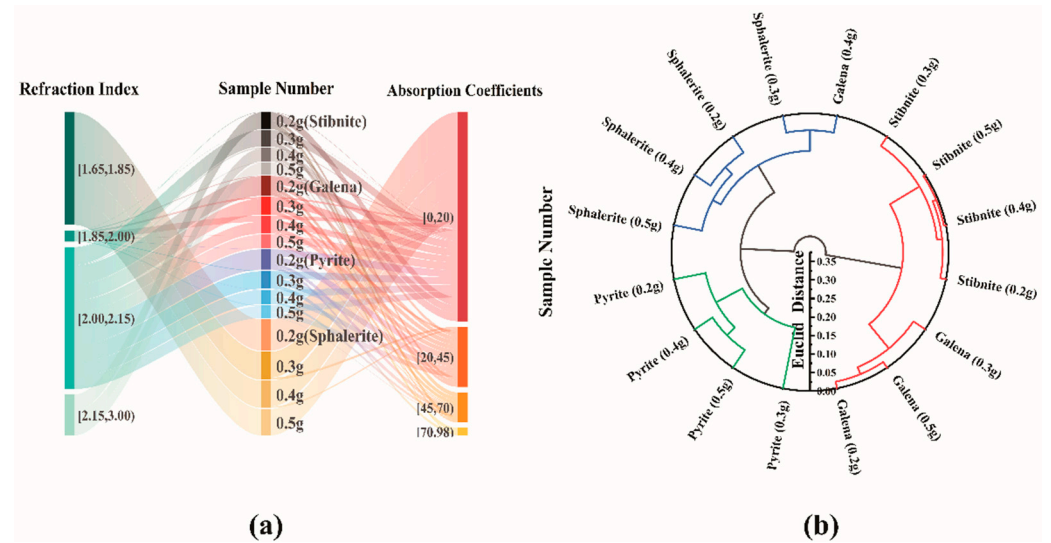 Refraction Index
Sample Number
Absorption Coefficients
[1.65,1.85)
[1.85,2.00)
[2.00,2.15)
[2.15,3.00)
0.2g(Stibnite)
0.3g
0.4g
0.5g
0.2g(Galena)
0.3g
0.4g
0.5g
0.2g(Pyrite)
0.3g
0.4g
0.5g
0.2g(Sphalerite)
0.3g
0.4g
0.5g
[0,20)
[20,45)
[45,70)
[70,98)
(a)
Sample Number
Sphalerite (0.5g)
Sphalerite (0.4g)
Sphalerite (0.2g)
Sphalerite (0.3g)
Galena (0.4g)
Stibnite (0.3g)
Stibnite (0.5g)
Stibnite (0.4g)
Stibnite (0.2g)
Galena (0.3g)
Galena (0.5g)
Galena (0.2g)
Pyrite (0.3g)
Pyrite (0.5g)
Pyrite (0.4g)
Pyrite (0.2g)
Euclid Distance
0.35
0.30
0.25
0.20
0.15
0.10
0.05
0.00
(b)